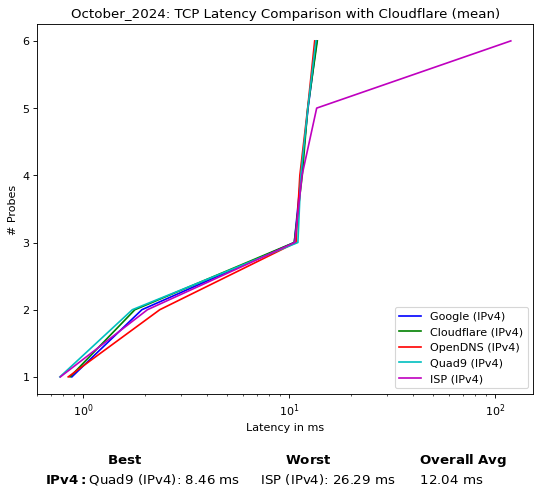 October_2024: TCP Latency Comparison with Cloudflare (mean)
# Probes
6
5
4
3
2
1
10⁰
10¹
10²
Latency in ms
Google (IPv4)
Cloudflare (IPv4)
OpenDNS (IPv4)
Quad9 (IPv4)
ISP (IPv4)
Best Worst Overall Avg
IPv4: Quad9 (IPv4): 8.46 ms ISP (IPv4): 26.29 ms 12.04 ms